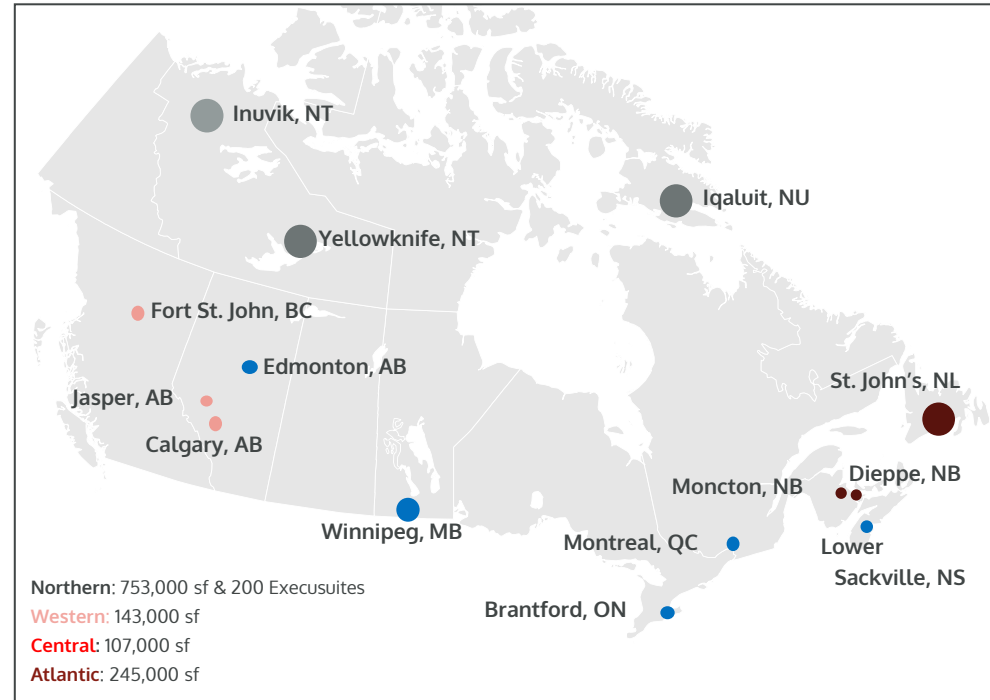 Inuvik, NT
Iqaluit, NU
Yellowknife, NT
Fort St. John, BC
Edmonton, AB
St. John's, NL
Jasper, AB
Calgary, AB
Dieppe, NB
Moncton, NB
Winnipeg, MB
Montreal, QC
Lower
Sackville, NS
Brantford, ON
Northern: 753,000 sf & 200 Execusuites
Western: 143,000 sf
Central: 107,000 sf
Atlantic: 245,000 sf